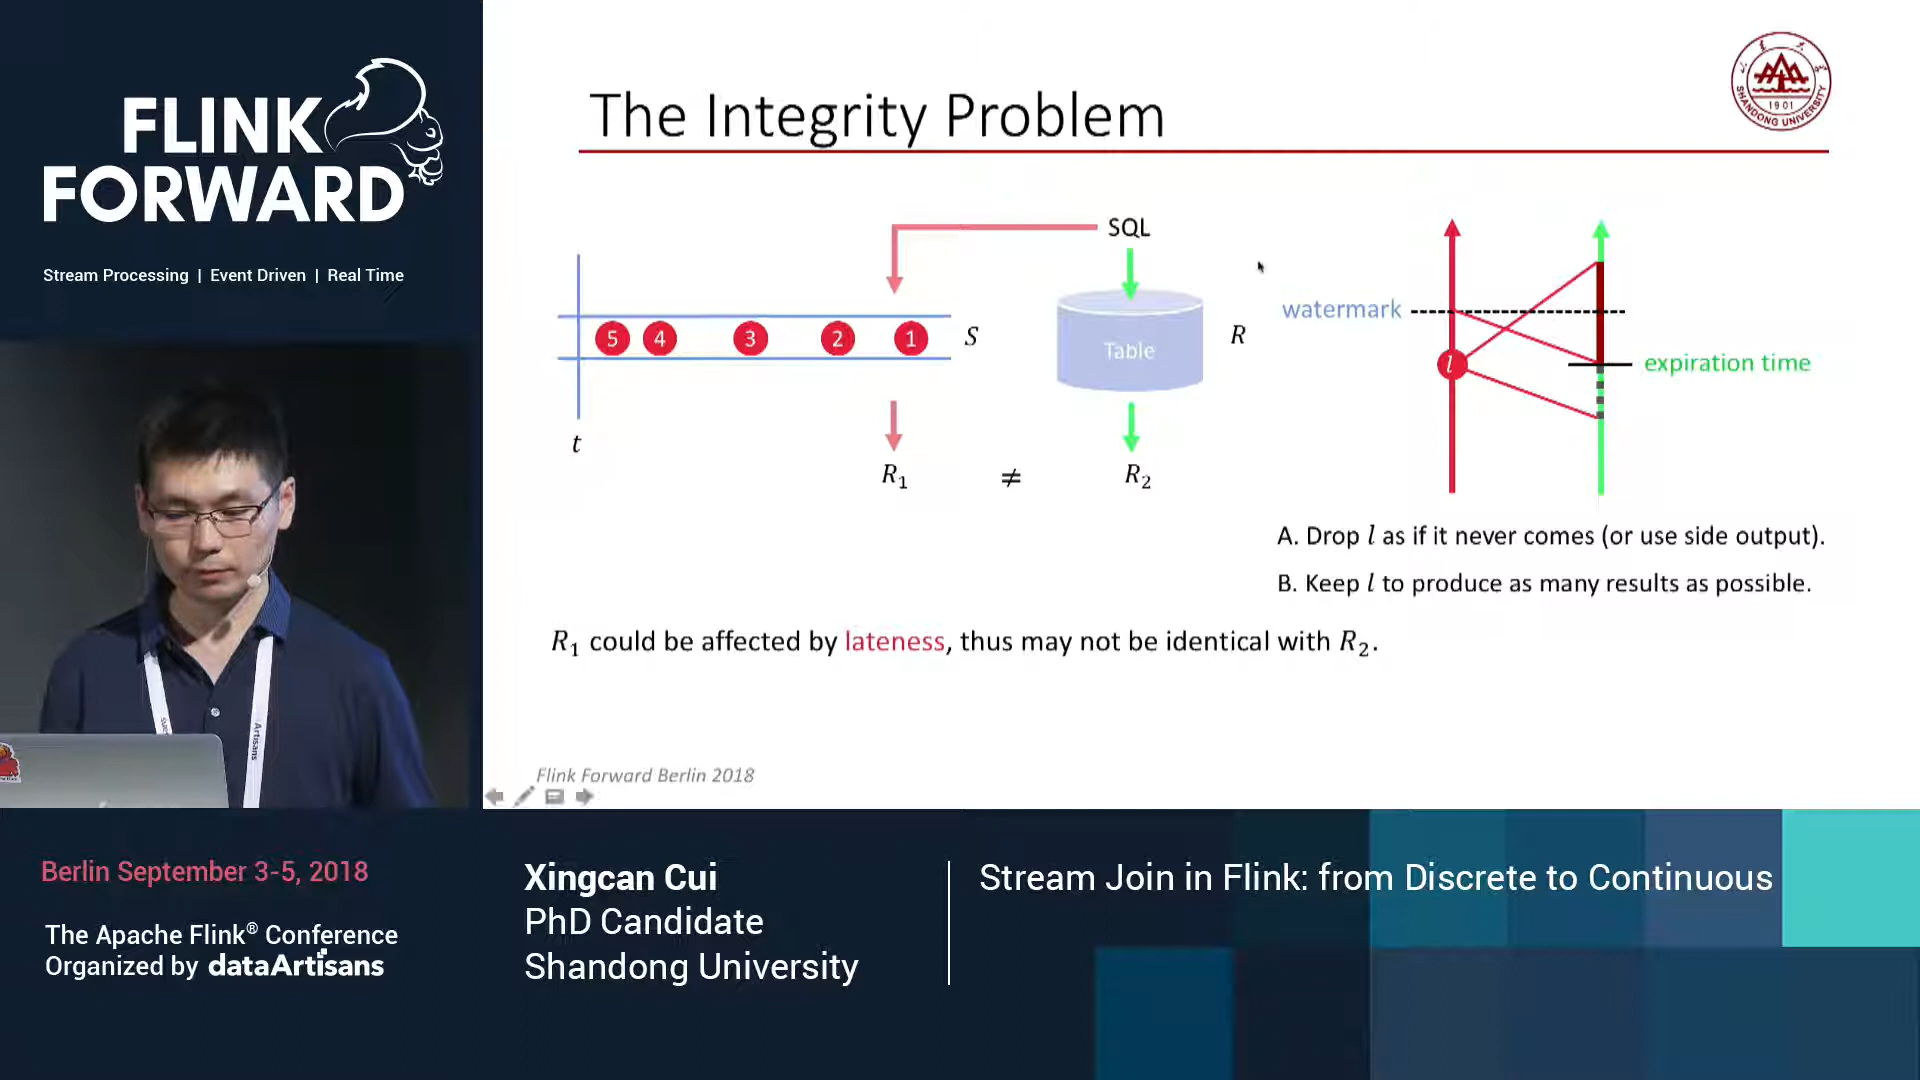 FLINK
FORWARD
Stream Processing | Event Driven | Real Time
The Integrity Problem
SHANDONG UNIVERSITY
1901
SQL
5 4 3 2 1
S
Table
R
t
R₁ ≠ R₂
watermark
l
expiration time
A. Drop l as if it never comes (or use side output).
B. Keep l to produce as many results as possible.
R₁ could be affected by lateness, thus may not be identical with R₂.
Flink Forward Berlin 2018
Artisans
Berlin September 3-5, 2018
The Apache Flink® Conference
Organized by dataArtisans
Xingcan Cui
PhD Candidate
Shandong University
Stream Join in Flink: from Discrete to Continuous